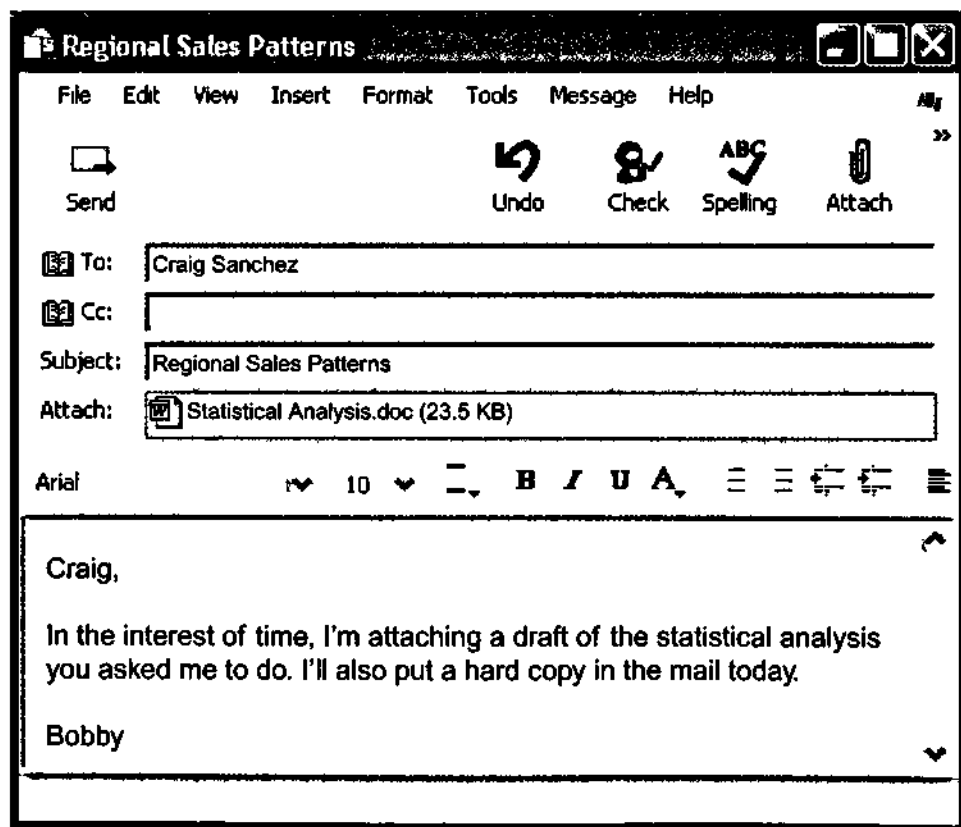 Regional Sales Patterns
File Edit View Insert Format Tools Message Help
ABC
Send Undo Check Spelling Attach
To: Craig Sanchez
Cc:
Subject: Regional Sales Patterns
Attach: Statistical Analysis.doc (23.5 KB)
Arial 10 B I U A
Craig,
In the interest of time, I'm attaching a draft of the statistical analysis
you asked me to do. I'll also put a hard copy in the mail today.
Bobby